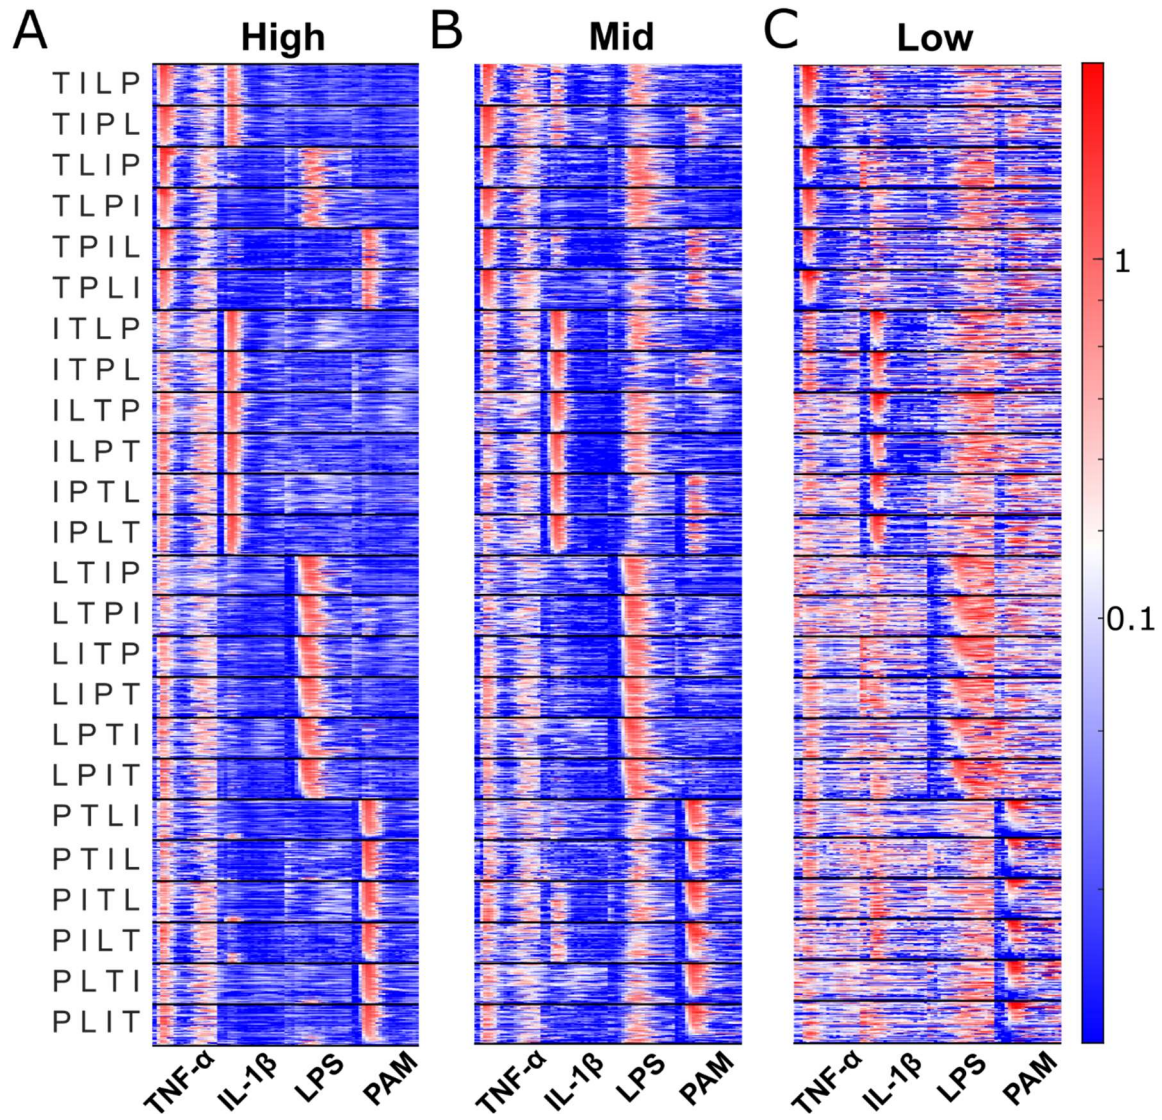 A High B Mid C Low
TILP
TIPL
TLIP
TLPI
TPIL
TPLI
ITLP
ITPL
ILTP
ILPT
IPTL
IPLT
LTIP
LTPI
LITP
LIPT
LPTI
LPIT
PTLI
PTIL
PITL
PILT
PLTI
PLIT
1
0.1
TNF-α IL-1β LPS PAM TNF-α IL-1β LPS PAM TNF-α IL-1β LPS PAM